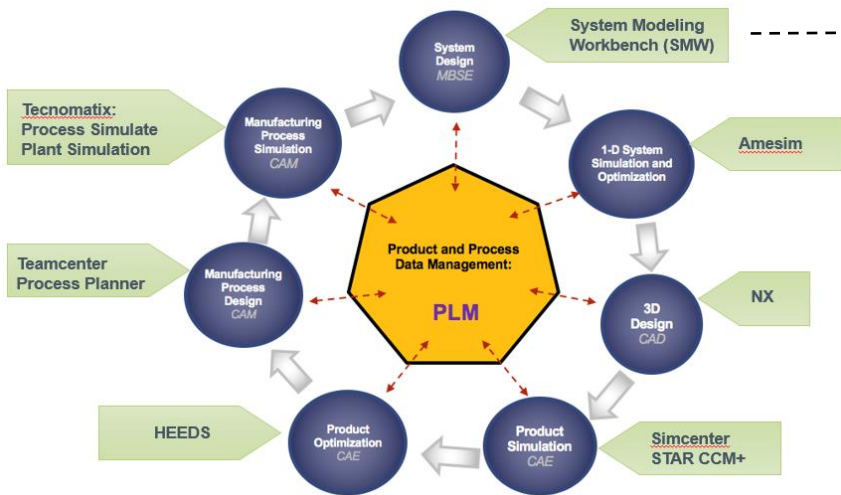 System
Design
MBSE
System Modeling
Workbench (SMW)
1-D System
Simulation and
Optimization
Amesim
3D
Design
CAD
NX
Product
Simulation
CAE
Simcenter
STAR CCM+
Product
Optimization
CAE
HEEDS
Manufacturing
Process
Design
CAM
Teamcenter
Process Planner
Manufacturing
Process
Simulation
CAM
Tecnomatix:
Process Simulate
Plant Simulation
Product and Process
Data Management:
PLM